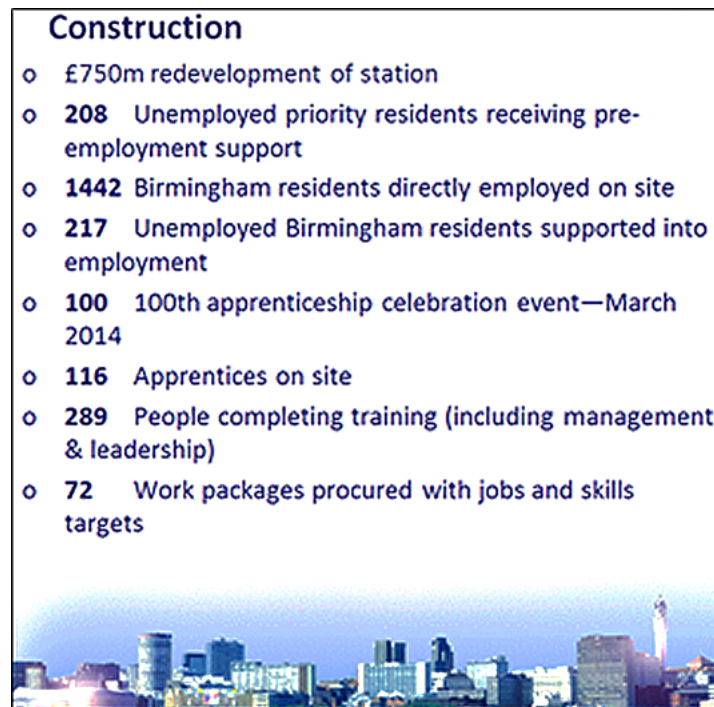 Construction
o £750m redevelopment of station
o 208 Unemployed priority residents receiving pre-
employment support
o 1442 Birmingham residents directly employed on site
o 217 Unemployed Birmingham residents supported into
employment
o 100 100th apprenticeship celebration event—March
2014
o 116 Apprentices on site
o 289 People completing training (including management
& leadership)
o 72 Work packages procured with jobs and skills
targets